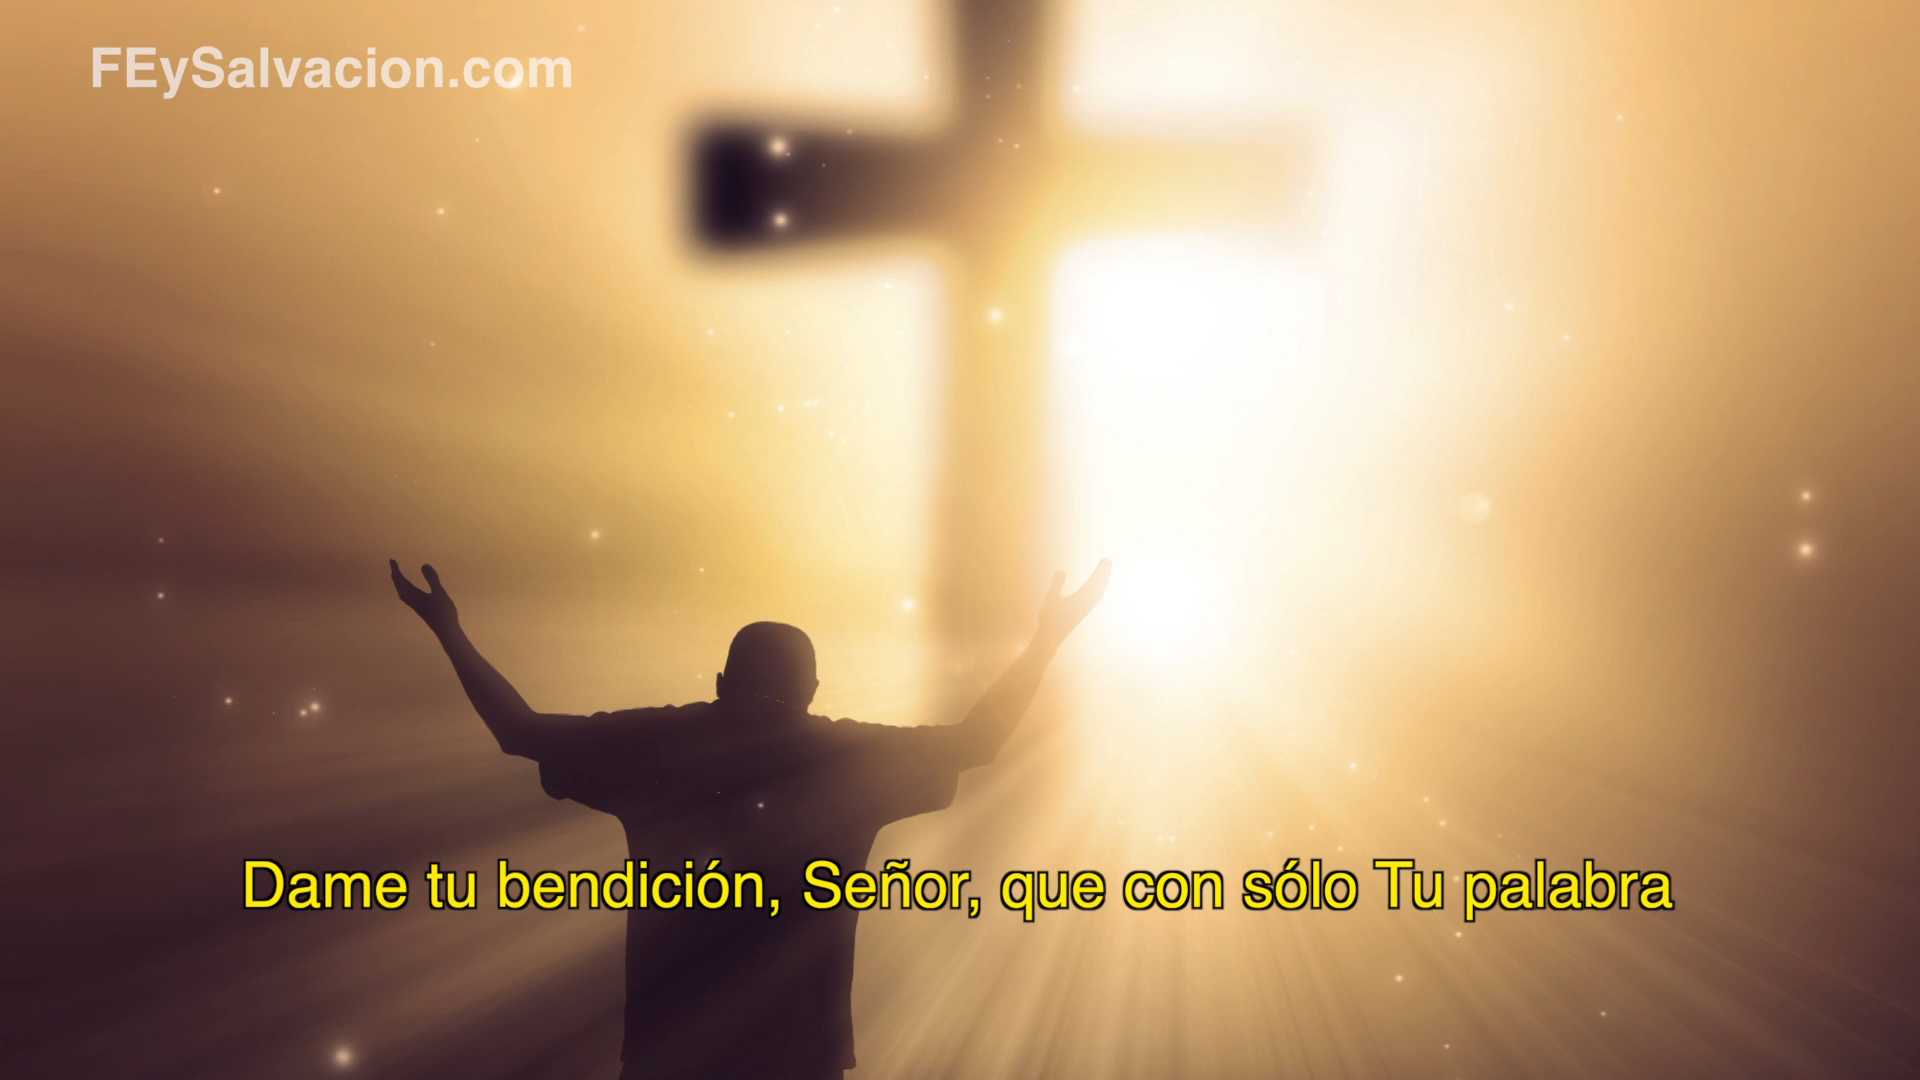 FEySalvacion.com
Dame tu bendición, Señor, que con sólo Tu palabra